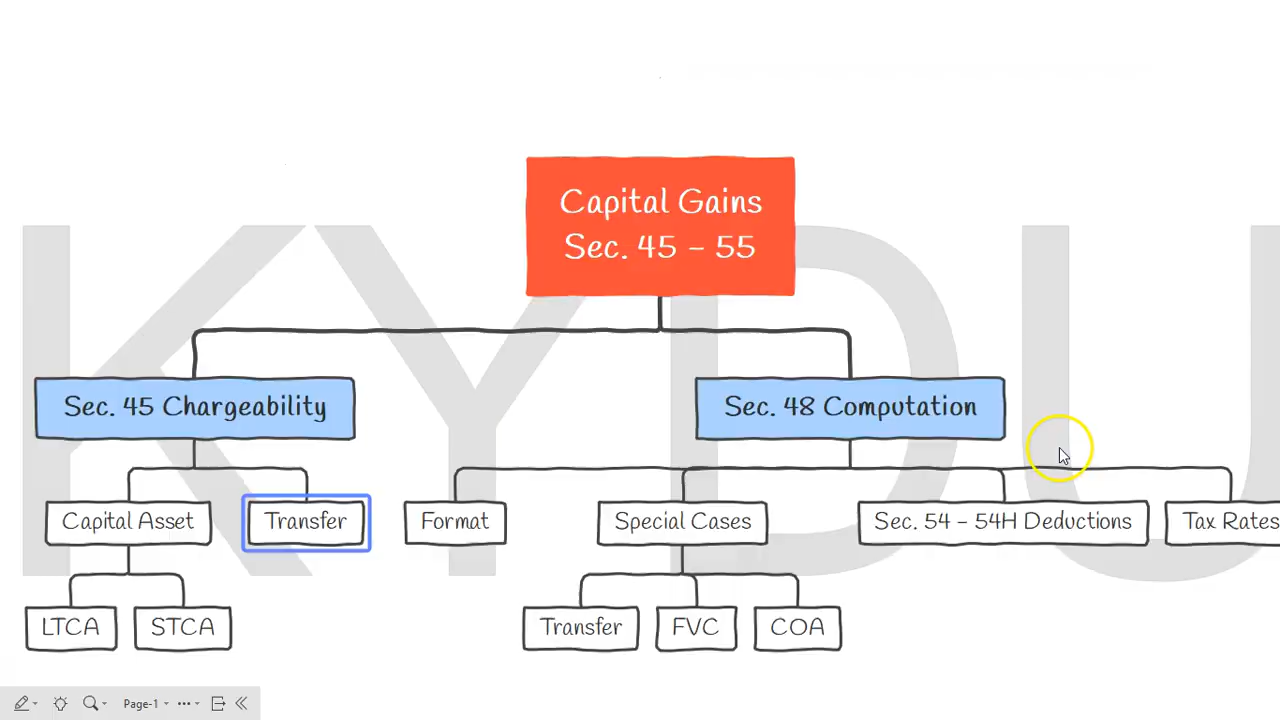 Capital Gains
Sec. 45 – 55
Sec. 45 Chargeability
Sec. 48 Computation
Capital Asset
Transfer
Format
Special Cases
Sec. 54 – 54H Deductions
Tax Rates
LTCA
STCA
Transfer
FVC
COA
KYDU
Page-1